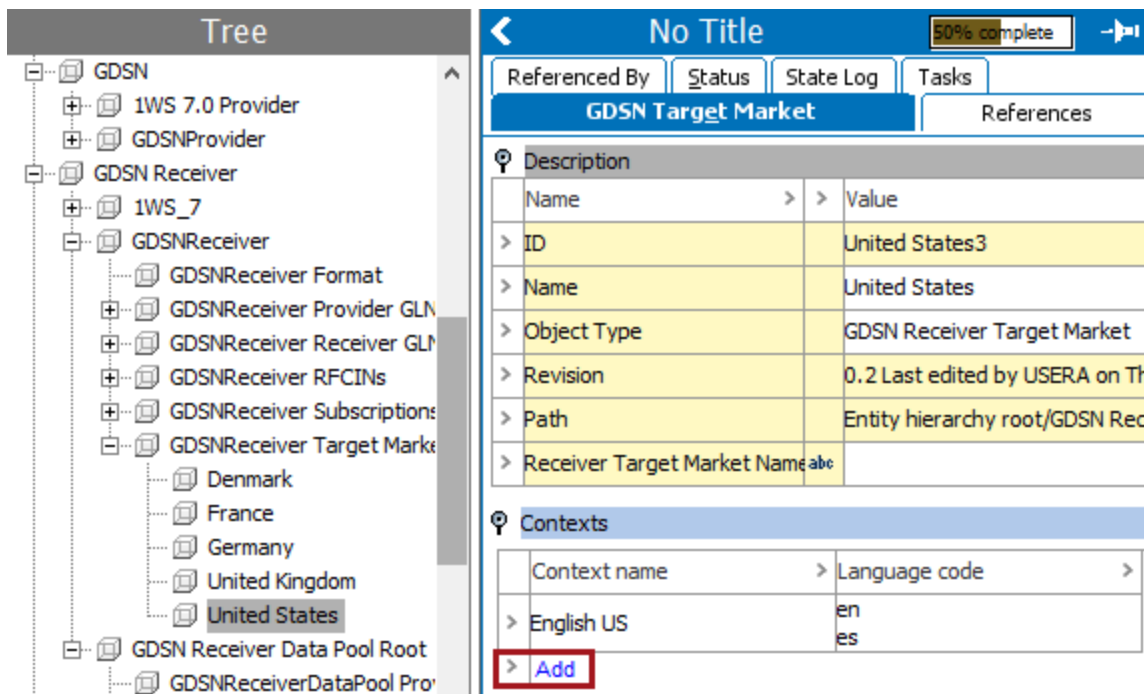 Tree
GDSN
1WS 7.0 Provider
GDSNProvider
GDSN Receiver
1WS_7
GDSNReceiver
GDSNReceiver Format
GDSNReceiver Provider GLN
GDSNReceiver Receiver GLN
GDSNReceiver RFCINs
GDSNReceiver Subscriptions
GDSNReceiver Target Marke
Denmark
France
Germany
United Kingdom
United States
GDSN Receiver Data Pool Root
GDSNReceiverDataPool Pro
No Title
50% complete
Referenced By Status State Log Tasks
GDSN Target Market References
Description
Name > > Value
> ID United States3
> Name United States
> Object Type GDSN Receiver Target Market
> Revision 0.2 Last edited by USERA on Th
> Path Entity hierarchy root/GDSN Rec
> Receiver Target Market Name abc
Contexts
Context name > Language code >
> English US en
es
> Add